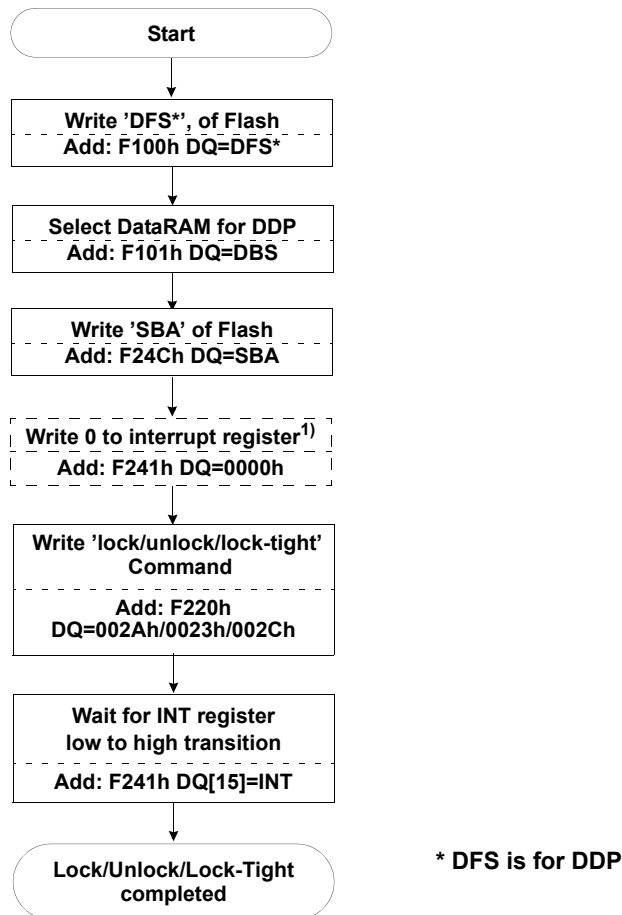 Start
Write 'DFS*', of Flash
Add: F100h DQ=DFS*
Select DataRAM for DDP
Add: F101h DQ=DBS
Write ’SBA’ of Flash
Add: F24Ch DQ=SBA
Write 0 to interrupt register1)
Add: F241h DQ=0000h
Write ’lock/unlock/lock-tight’
Command
Add: F220h
DQ=002Ah/0023h/002Ch
Wait for INT register
low to high transition
Add: F241h DQ[15]=INT
Lock/Unlock/Lock-Tight
completed
* DFS is for DDP